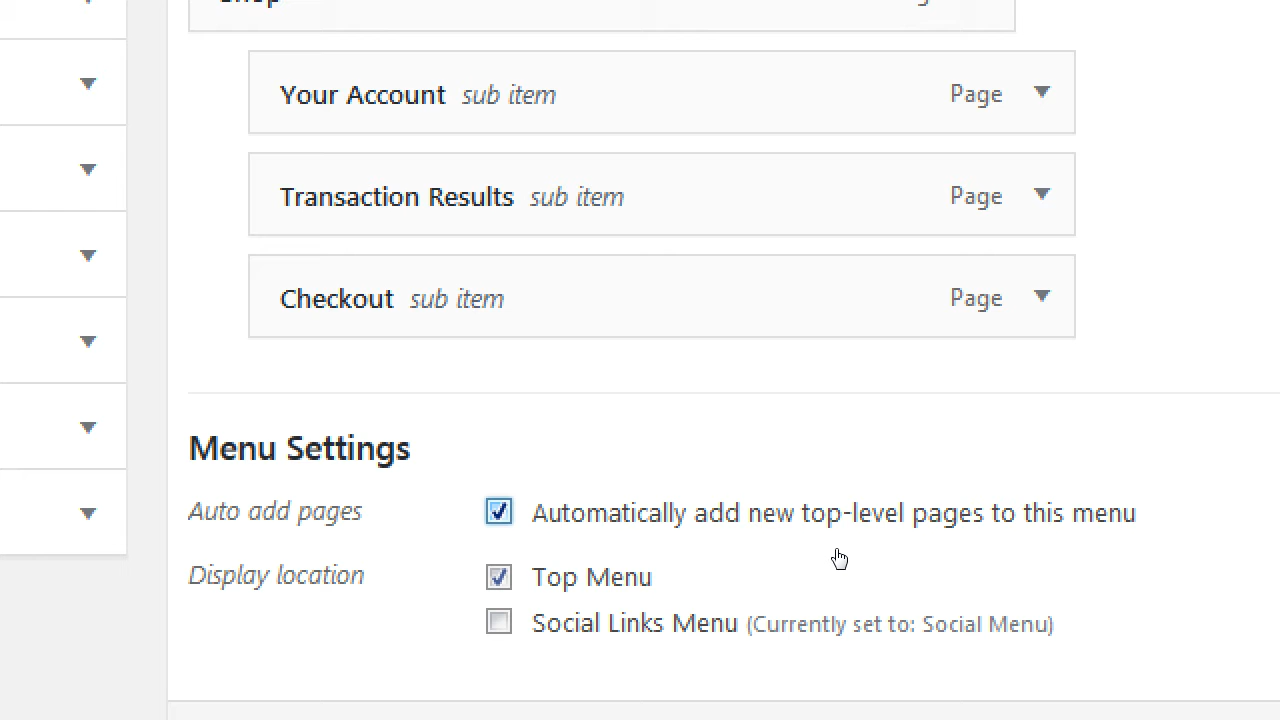 Your Account sub item Page
Transaction Results sub item Page
Checkout sub item Page
Menu Settings
Auto add pages Automatically add new top-level pages to this menu
Display location Top Menu
Social Links Menu (Currently set to: Social Menu)